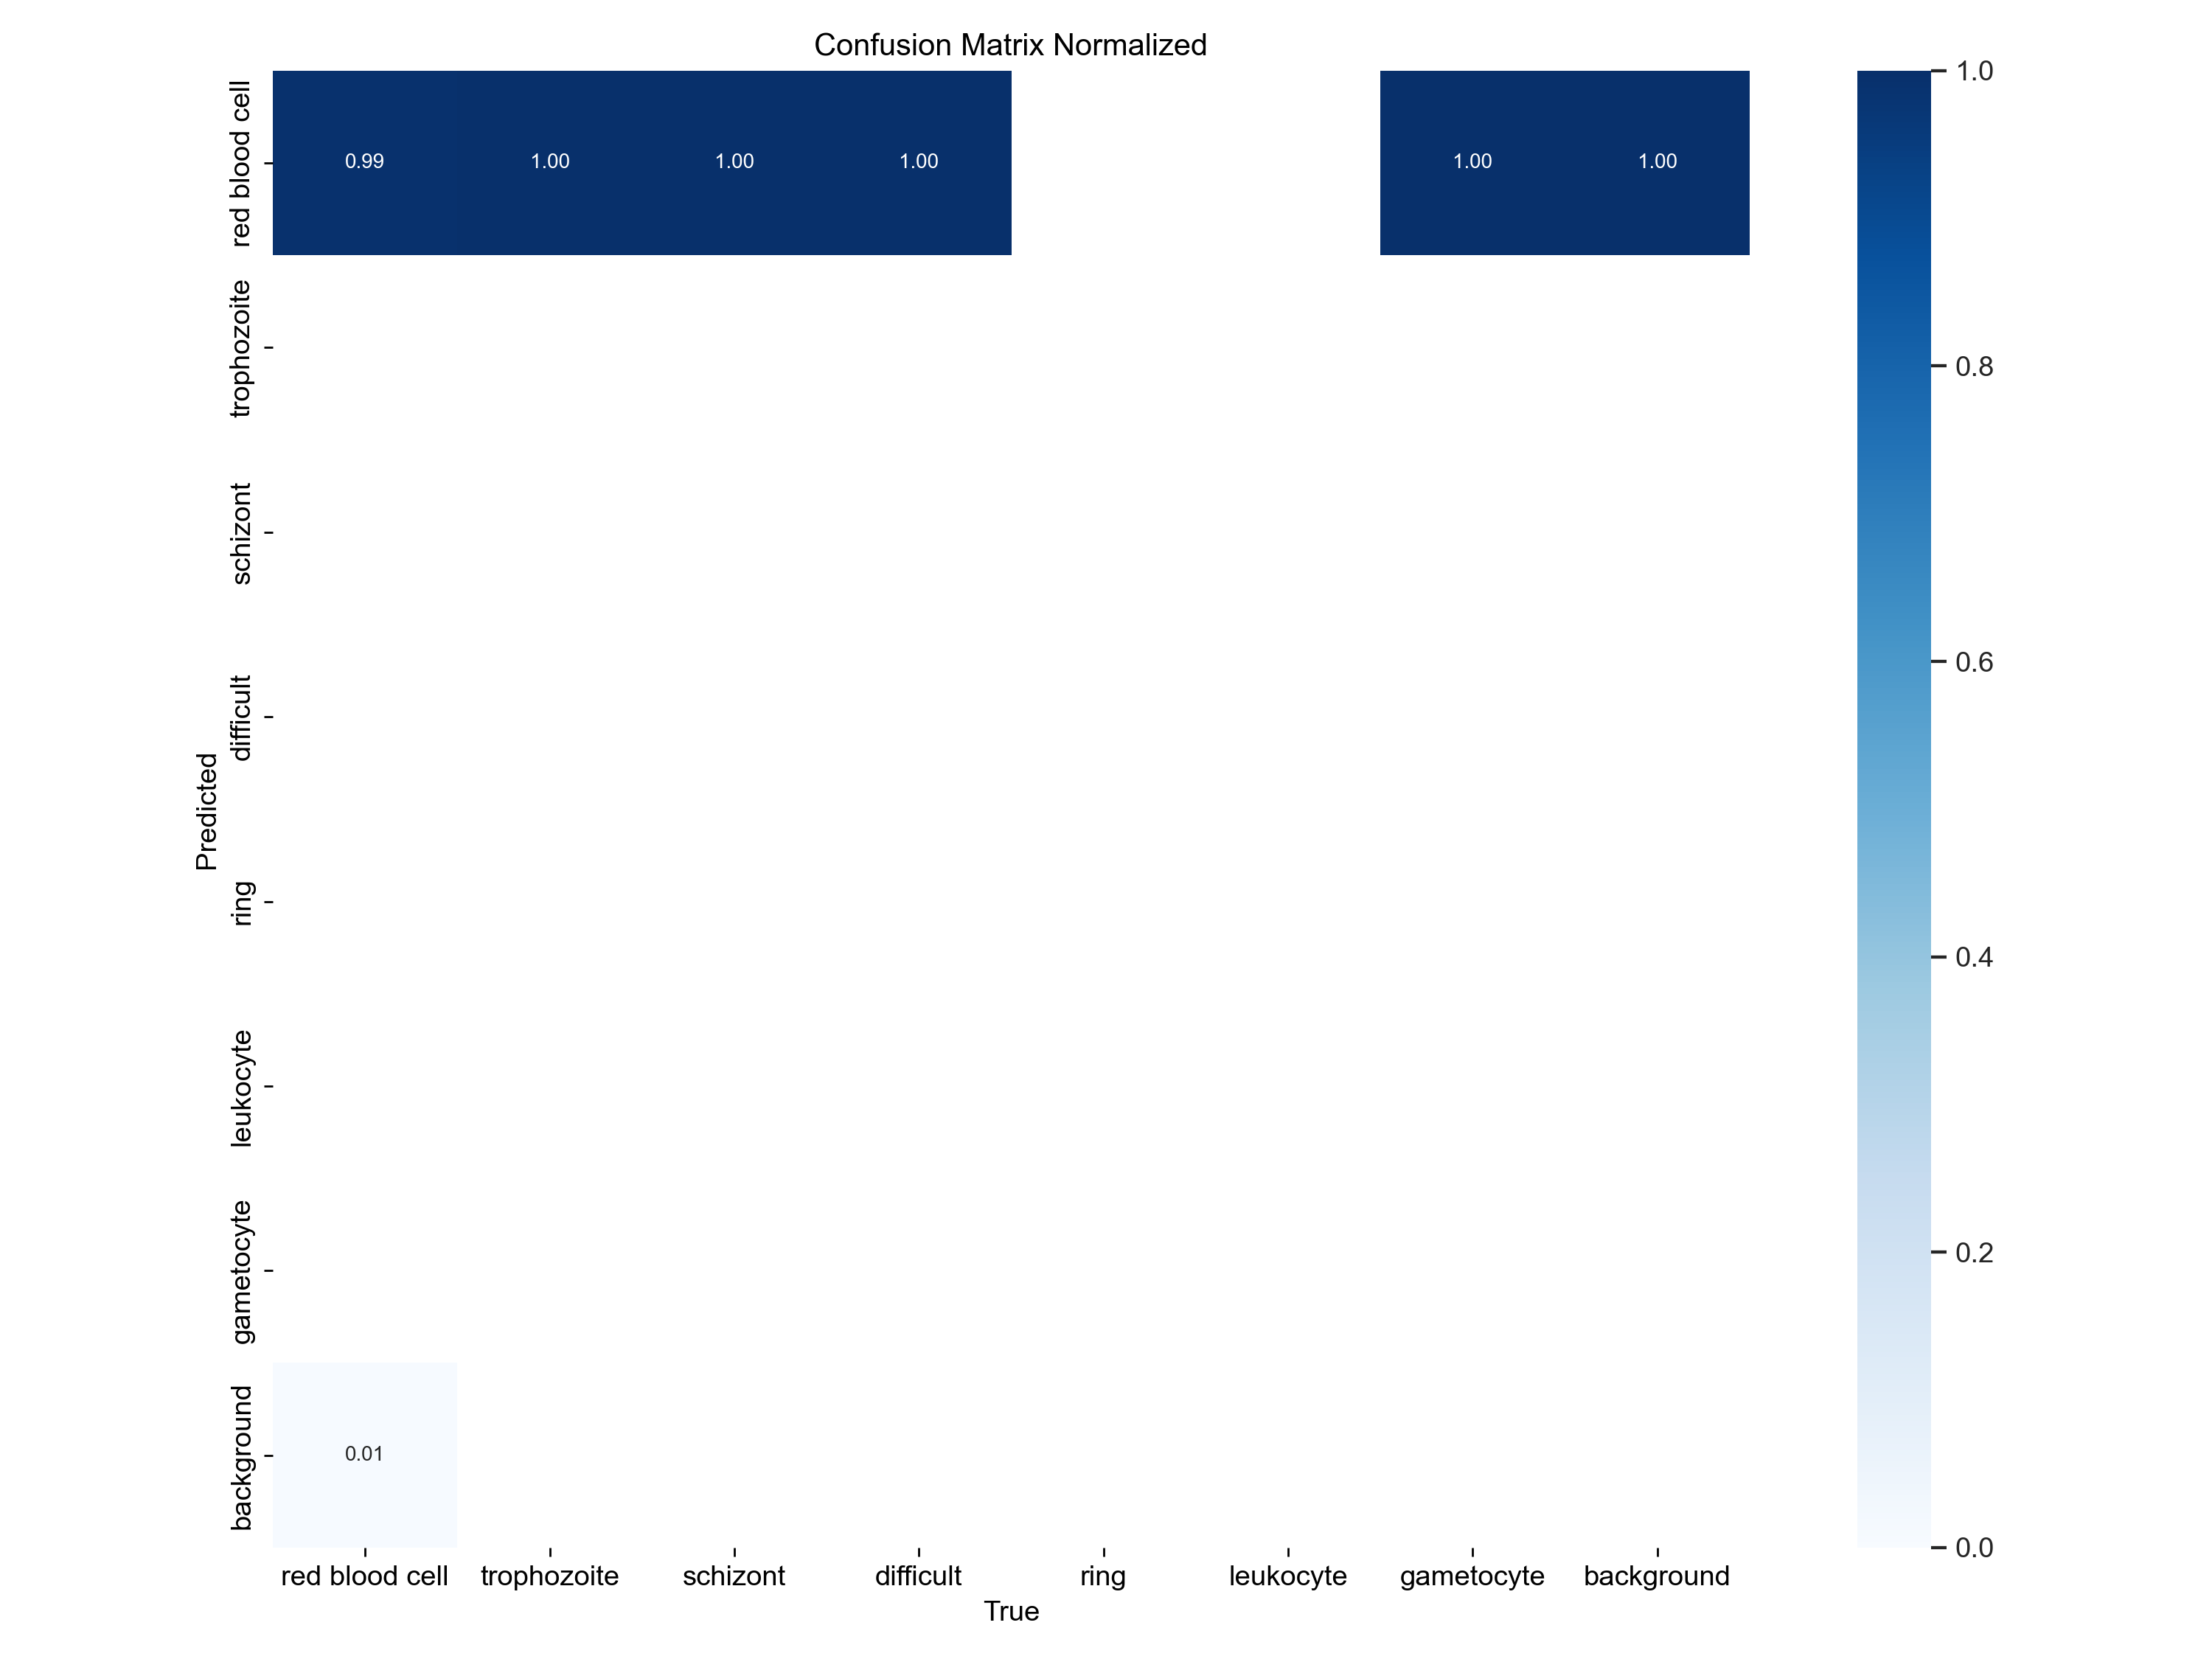 Confusion Matrix Normalized
red blood cell
trophozoite
schizont
difficult
ring
leukocyte
gametocyte
background
Predicted
0.99 1.00 1.00 1.00 1.00 1.00
0.01
red blood cell trophozoite schizont difficult ring leukocyte gametocyte background
True
1.0
0.8
0.6
0.4
0.2
0.0